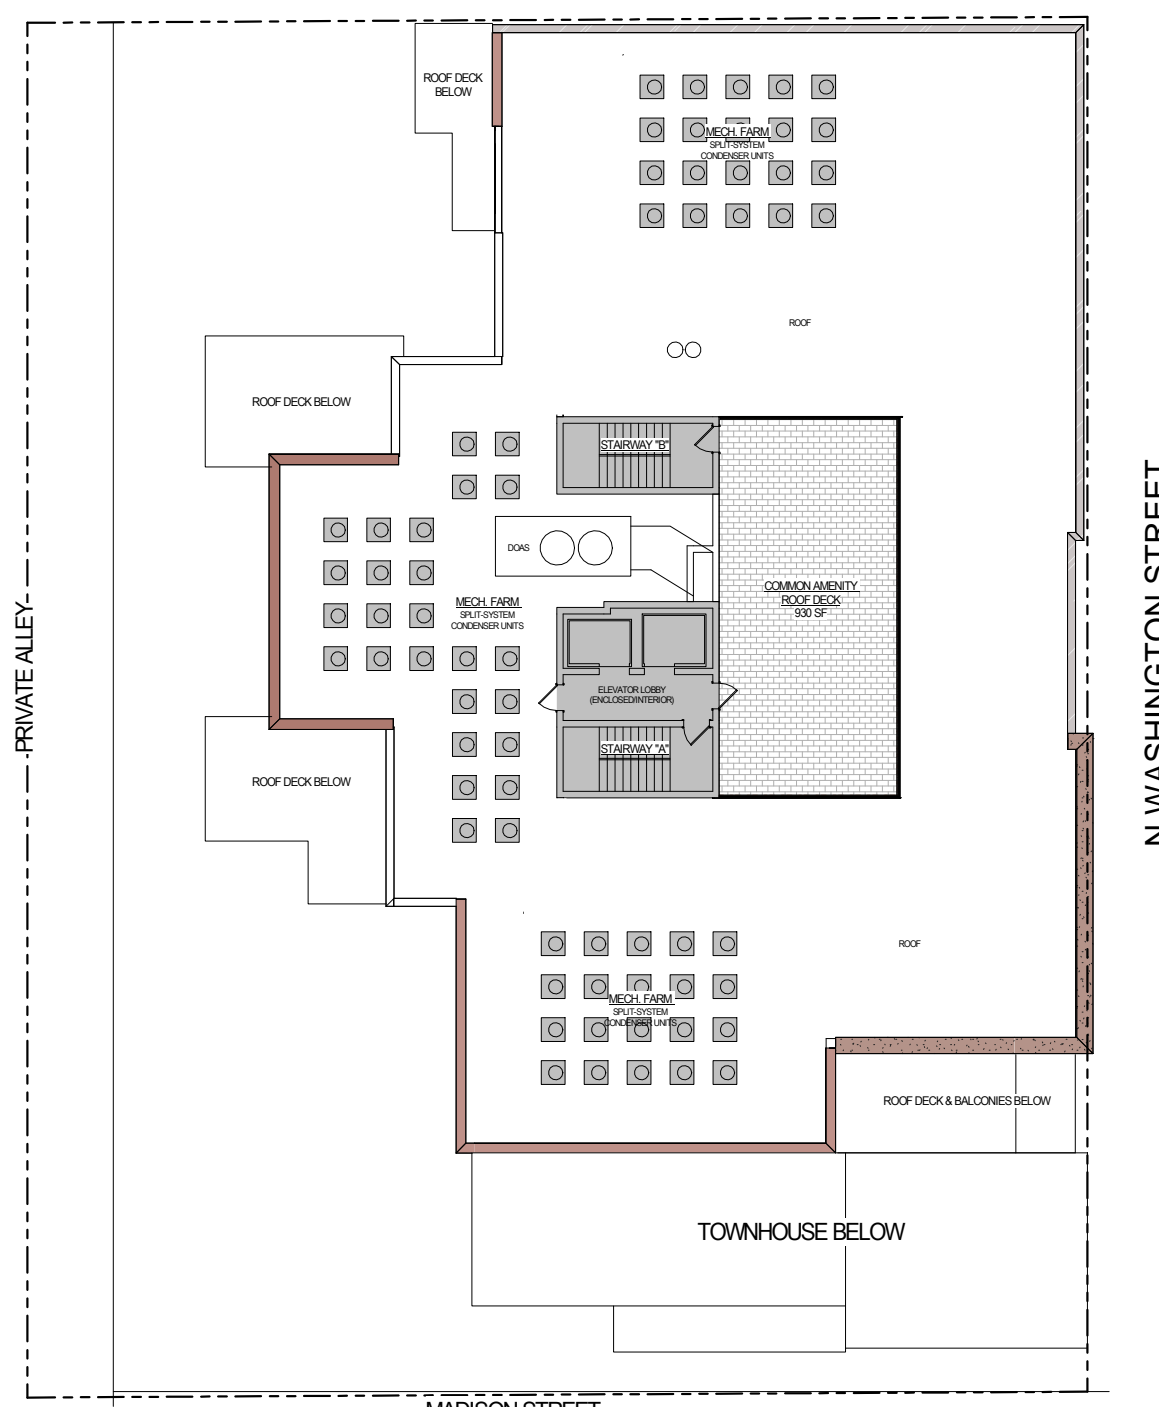 ROOF DECK
BELOW
MECH. FARM
SPLIT-SYSTEM
CONDENSER UNITS
ROOF
ROOF DECK BELOW
STAIRWAY "B"
DOAS
COMMON AMENITY
ROOF DECK
930 SF
MECH. FARM
SPLIT-SYSTEM
CONDENSER UNITS
PRIVATE ALLEY
N WASHINGTON STREET
ELEVATOR LOBBY
(ENCLOSED/INTERIOR)
STAIRWAY "A"
ROOF DECK BELOW
ROOF
MECH. FARM
SPLIT-SYSTEM
CONDENSER UNITS
ROOF DECK & BALCONIES BELOW
TOWNHOUSE BELOW
MADISON STREET